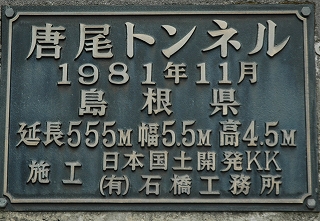 唐尾トンネル
1981年11月
島根県
延長555M幅5.5M高4.5M
施工 日本国土開発KK
(有)石橋工務所